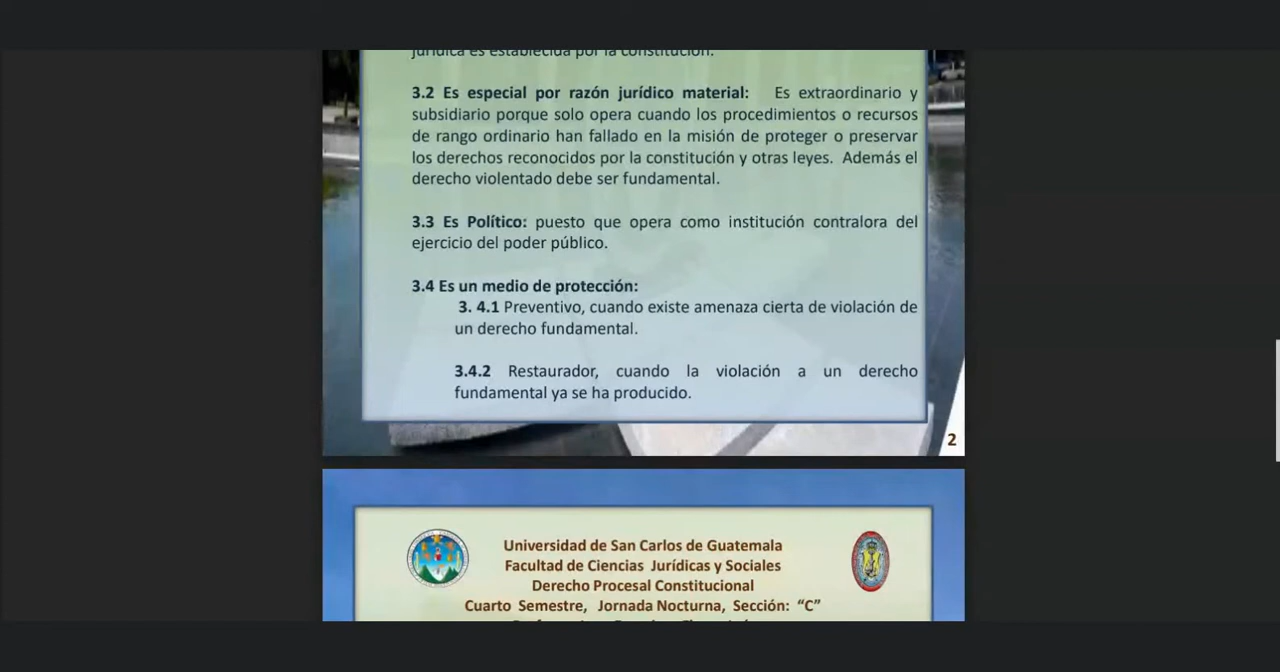 jurídica es establecida por la constitución.
3.2 Es especial por razón jurídico material: Es extraordinario y
subsidiario porque solo opera cuando los procedimientos o recursos
de rango ordinario han fallado en la misión de proteger o preservar
los derechos reconocidos por la constitución y otras leyes. Además el
derecho violentado debe ser fundamental.
3.3 Es Político: puesto que opera como institución contralora del
ejercicio del poder público.
3.4 Es un medio de protección:
3. 4.1 Preventivo, cuando existe amenaza cierta de violación de
un derecho fundamental.
3.4.2 Restaurador, cuando la violación a un derecho
fundamental ya se ha producido.
2
Universidad de San Carlos de Guatemala
Facultad de Ciencias Jurídicas y Sociales
Derecho Procesal Constitucional
Cuarto Semestre, Jornada Nocturna, Sección: “C”